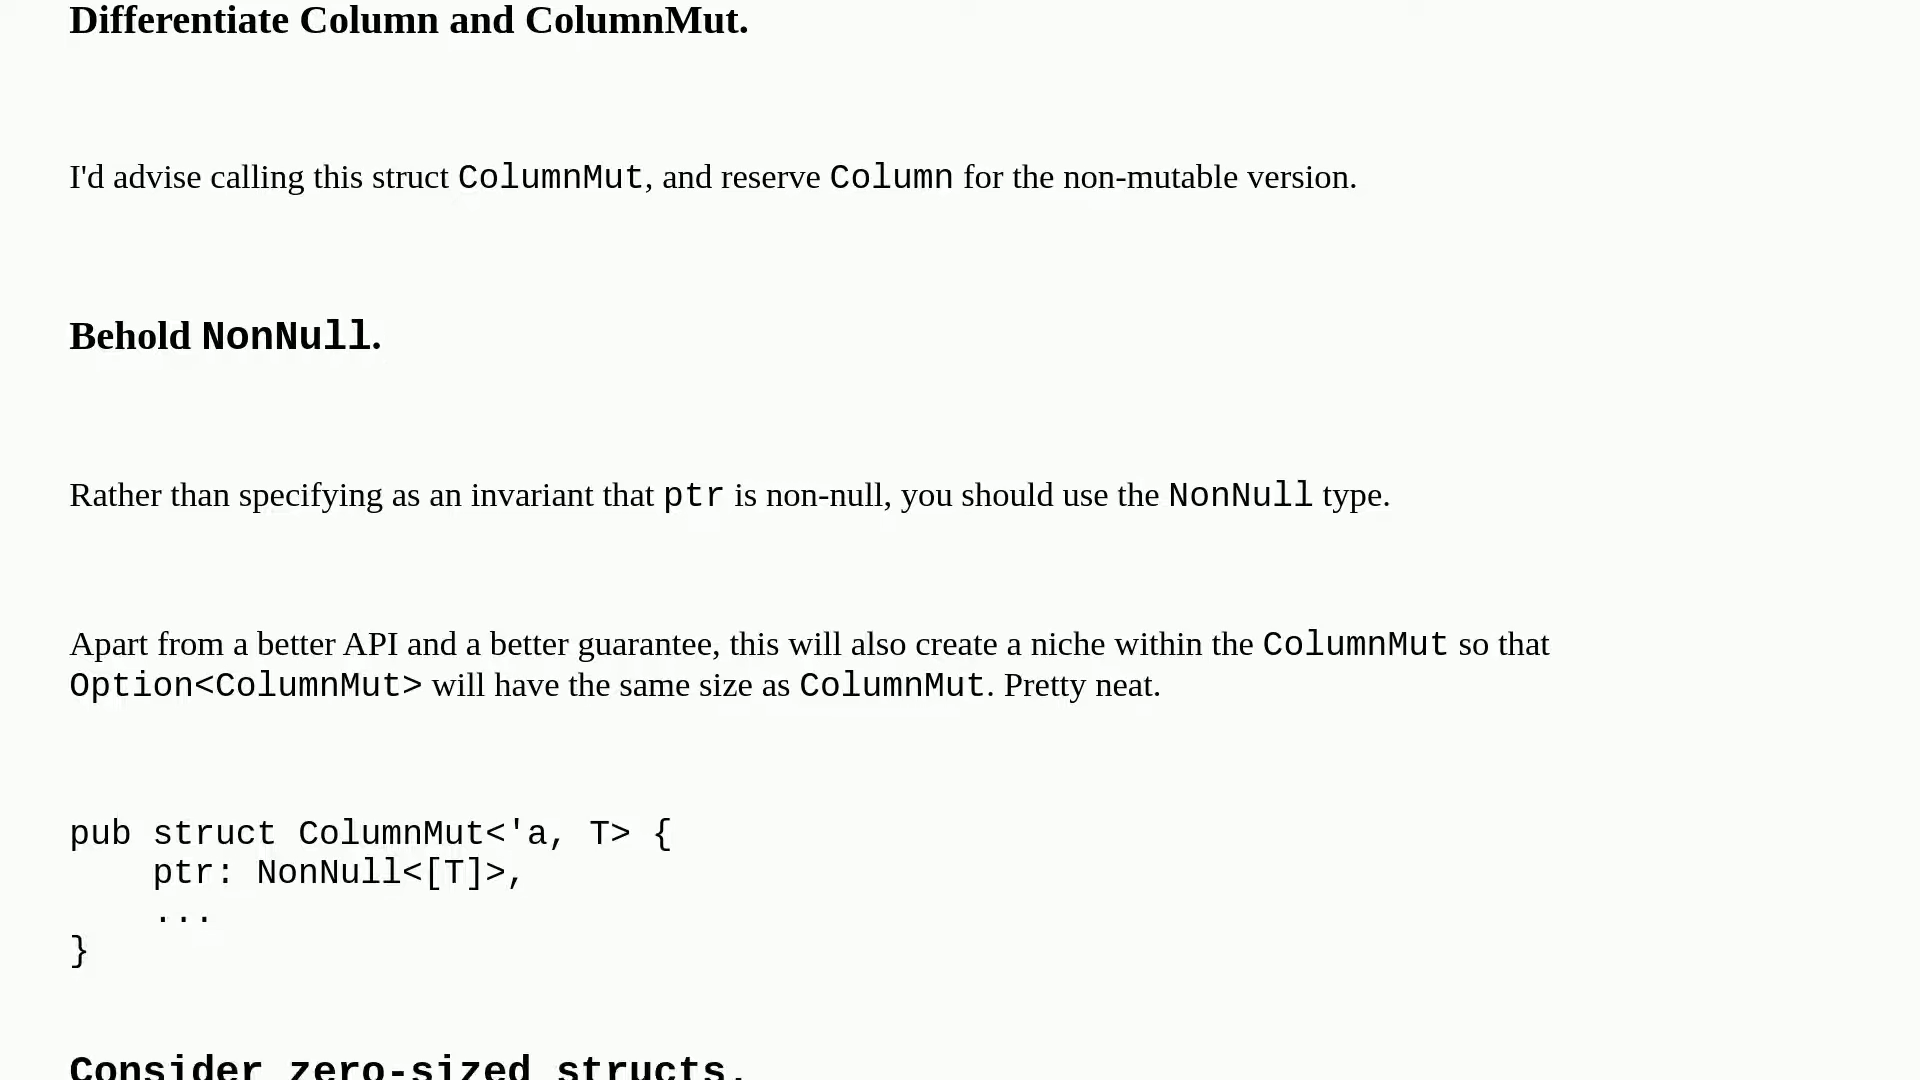 Differentiate Column and ColumnMut.
I'd advise calling this struct ColumnMut, and reserve Column for the non-mutable version.
Behold NonNull.
Rather than specifying as an invariant that ptr is non-null, you should use the NonNull type.
Apart from a better API and a better guarantee, this will also create a niche within the ColumnMut so that
Option<ColumnMut> will have the same size as ColumnMut. Pretty neat.
pub struct ColumnMut<'a, T> {
    ptr: NonNull<[T]>,
    ...
}
Consider zero-sized structs.